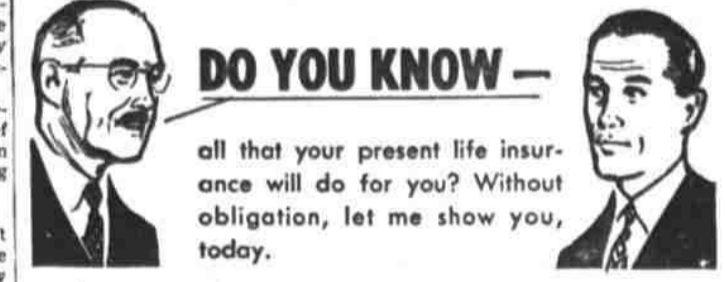 DO YOU KNOW —
all that your present life insur-
ance will do for you? Without
obligation, let me show you,
today.